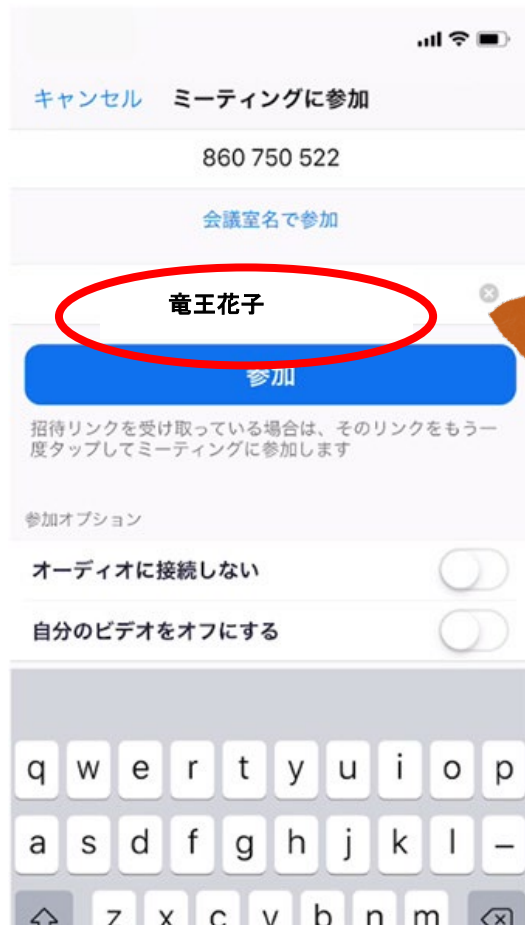 キャンセル ミーティングに参加
860 750 522
会議室名で参加
竜王花子
参加
招待リンクを受け取っている場合は、そのリンクをもう一
度タップしてミーティングに参加します
参加オプション
オーディオに接続しない
自分のビデオをオフにする
q w e r t y u i o p
a s d f g h j k l –
z x c v b n m